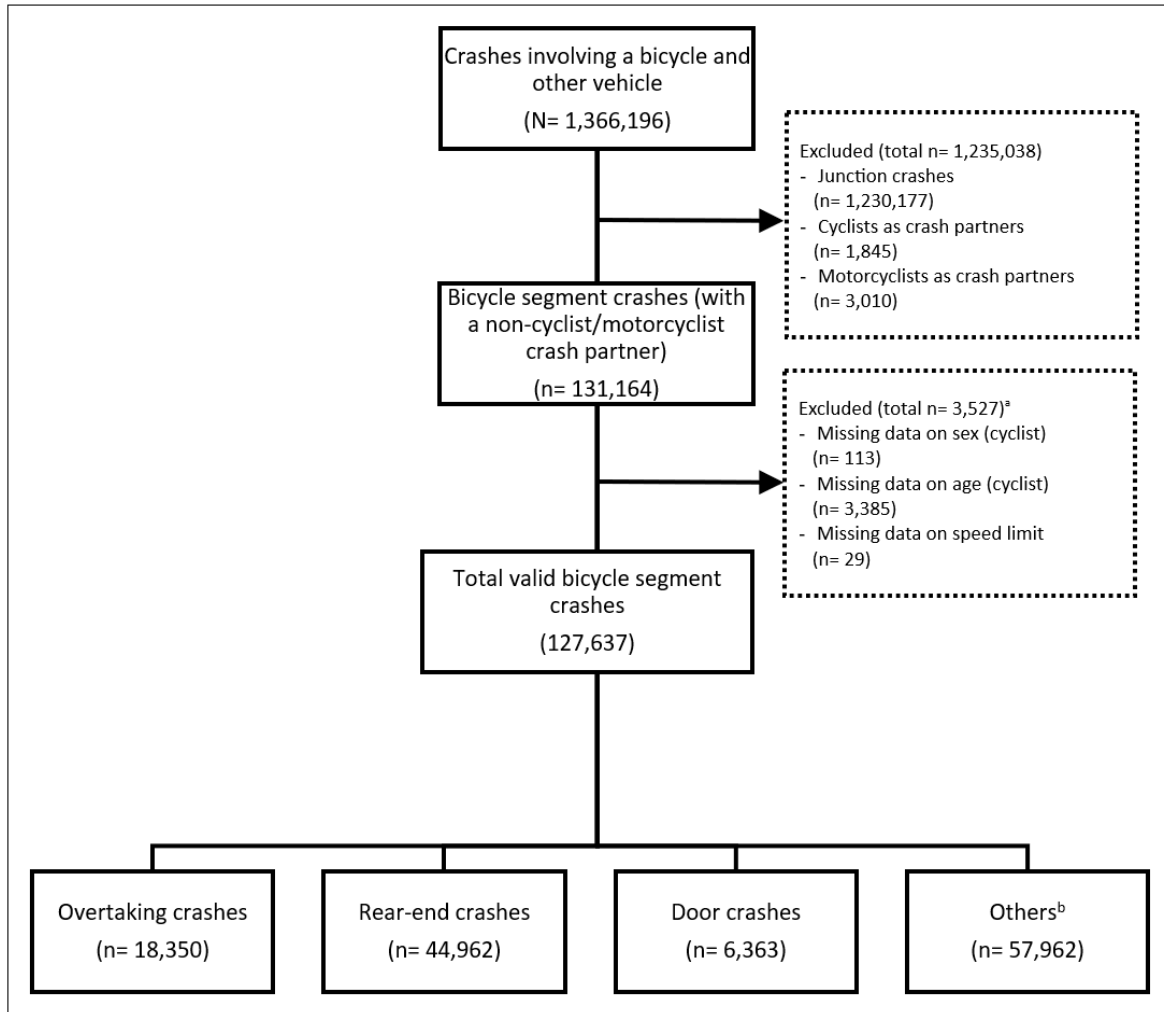 Crashes involving a bicycle and
other vehicle
(N= 1,366,196)
Excluded (total n= 1,235,038)
- Junction crashes
(n= 1,230,177)
- Cyclists as crash partners
(n= 1,845)
- Motorcyclists as crash partners
(n= 3,010)
Bicycle segment crashes (with
a non-cyclist/motorcyclist
crash partner)
(n= 131,164)
Excluded (total n= 3,527)ᵃ
- Missing data on sex (cyclist)
(n= 113)
- Missing data on age (cyclist)
(n= 3,385)
- Missing data on speed limit
(n= 29)
Total valid bicycle segment
crashes
(127,637)
Overtaking crashes
(n= 18,350)
Rear-end crashes
(n= 44,962)
Door crashes
(n= 6,363)
Othersᵇ
(n= 57,962)